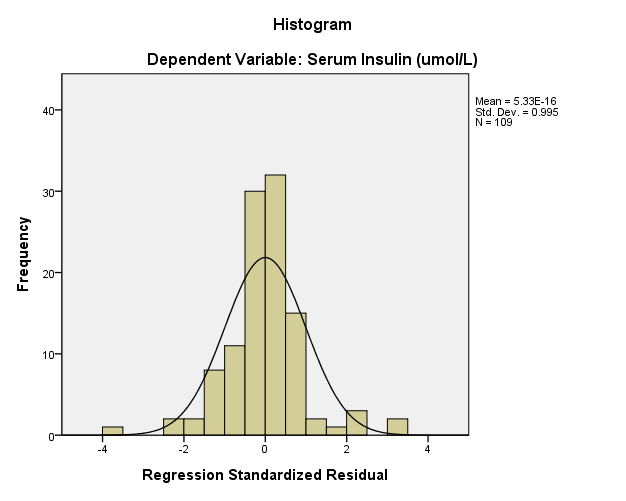 Histogram
Dependent Variable: Serum Insulin (umol/L)
Mean = 5.33E-16
Std. Dev. = 0.995
N = 109
Frequency
40
30
20
10
0
-4
-2
0
2
4
Regression Standardized Residual